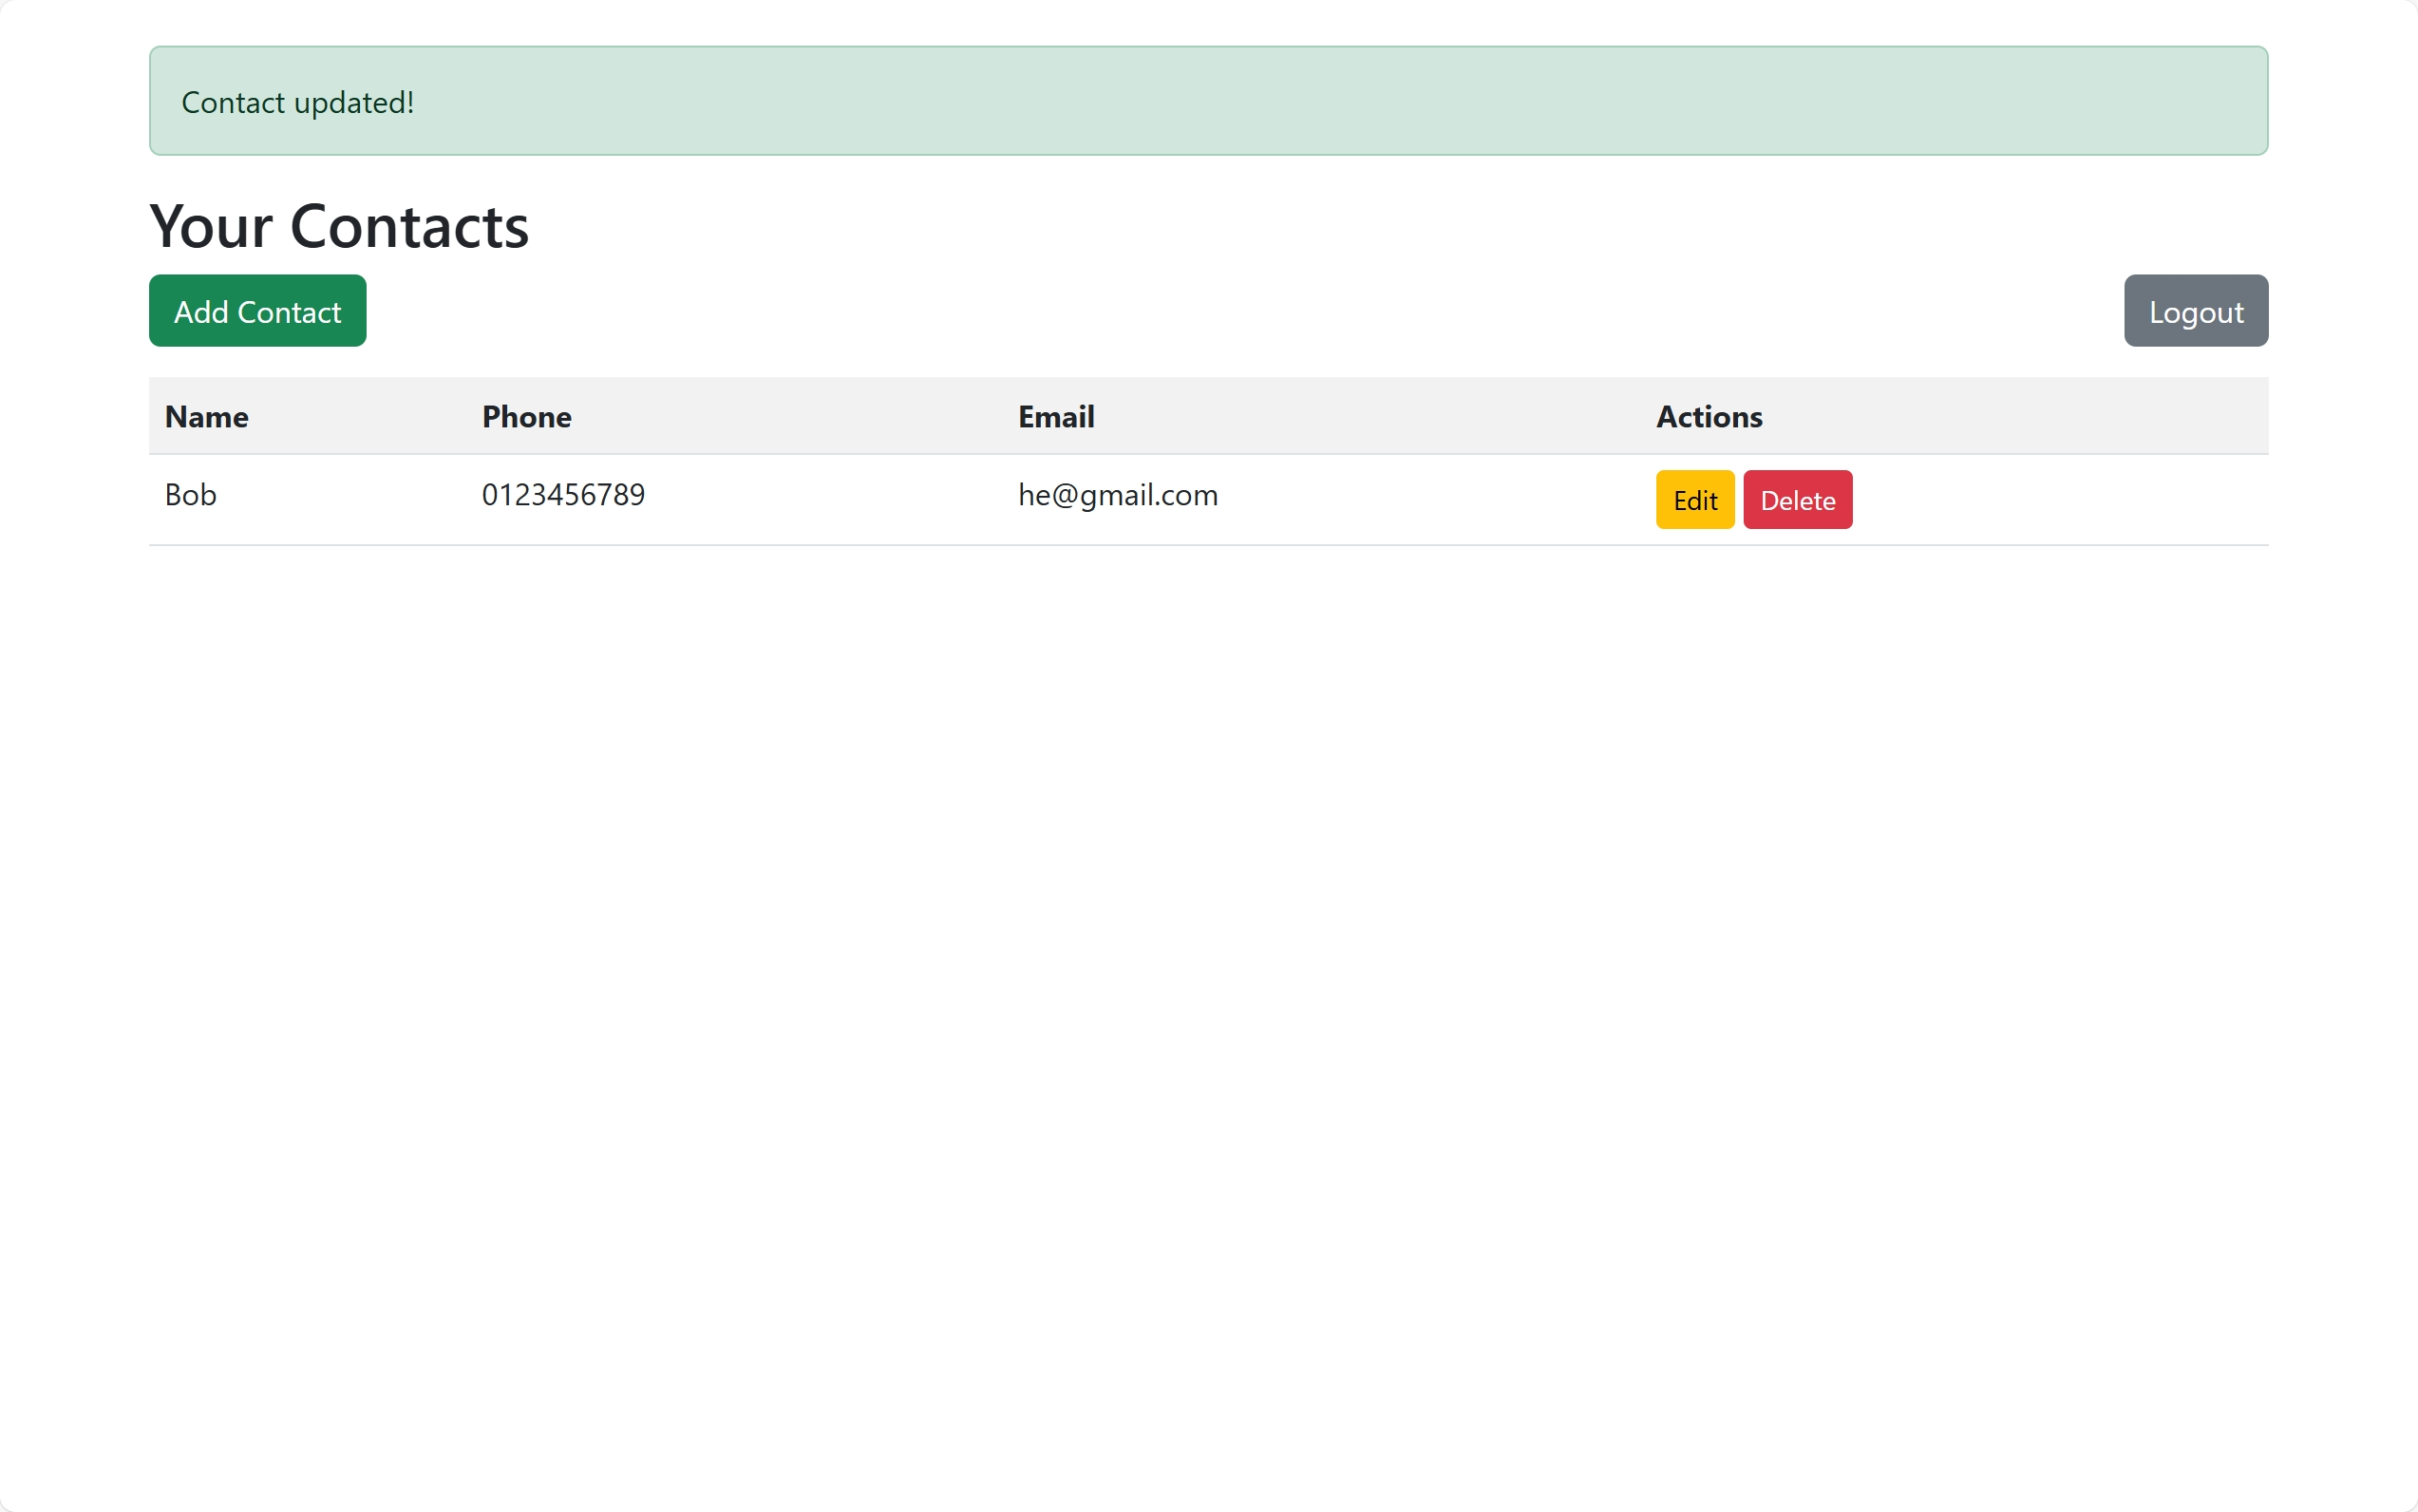 Contact updated!
Your Contacts
Add Contact Logout
Name Phone Email Actions
Bob 0123456789 he@gmail.com Edit Delete